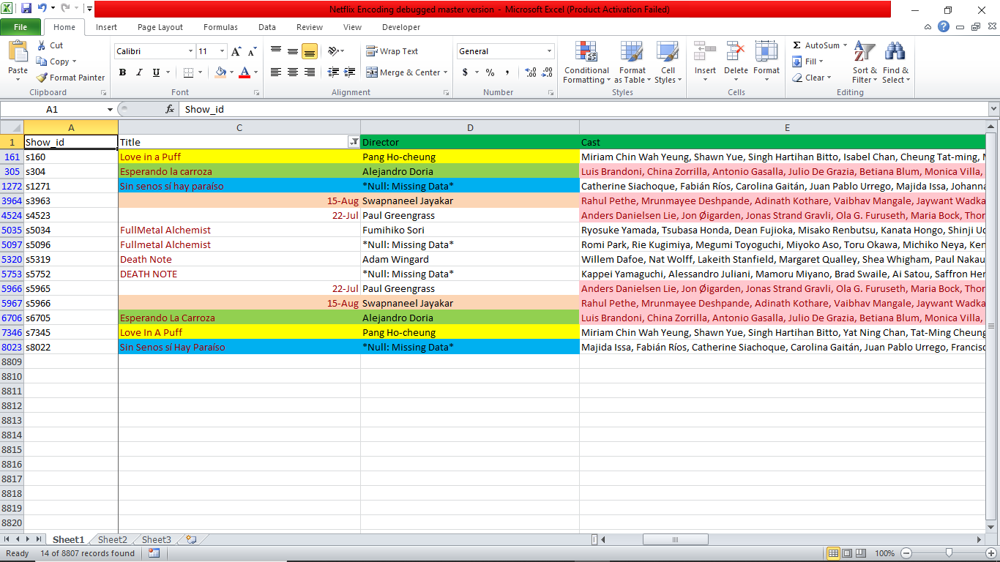 Netflix Encoding debugged master version - Microsoft Excel (Product Activation Failed)
File Home Insert Page Layout Formulas Data Review View Developer
Paste Cut Copy Format Painter Clipboard
Calibri 11 B I U A A A Font
Wrap Text Merge & Center Alignment
General $ % , .0 .00 .00 .0 Number
Conditional Formatting Format as Table Cell Styles Styles
Insert Delete Format Cells
Σ AutoSum Fill Clear Sort & Filter Find & Select Editing
A1 fx Show_id
A C D E
1 Show_id Title Director Cast
161 s160 Love in a Puff Pang Ho-cheung Miriam Chin Wah Yeung, Shawn Yue, Singh Hartihan Bitto, Isabel Chan, Cheung Tat-ming,
305 s304 Esperando la carroza Alejandro Doria Luis Brandoni, China Zorrilla, Antonio Gasalla, Julio De Grazia, Betiana Blum, Monica Villa,
1272 s1271 Sin senos sí hay paraíso *Null: Missing Data* Catherine Siachoque, Fabián Ríos, Carolina Gaitán, Juan Pablo Urrego, Majida Issa, Johanna
3964 s3963 15-Aug Swapnaneel Jayakar Rahul Pethe, Mrunmayee Deshpande, Adinath Kothare, Vaibhav Mangale, Jaywant Wadka
4524 s4523 22-Jul Paul Greengrass Anders Danielsen Lie, Jon Øigarden, Jonas Strand Gravli, Ola G. Furuseth, Maria Bock, Thor
5035 s5034 FullMetal Alchemist Fumihiko Sori Ryosuke Yamada, Tsubasa Honda, Dean Fujioka, Misako Renbutsu, Kanata Hongo, Shinji Uc
5097 s5096 Fullmetal Alchemist *Null: Missing Data* Romi Park, Rie Kugimiya, Megumi Toyoguchi, Miyoko Aso, Toru Okawa, Michiko Neya, Ken
5320 s5319 Death Note Adam Wingard Willem Dafoe, Nat Wolff, Lakeith Stanfield, Margaret Qualley, Shea Whigham, Paul Nakau
5753 s5752 DEATH NOTE *Null: Missing Data* Kappei Yamaguchi, Alessandro Juliani, Mamoru Miyano, Brad Swaile, Ai Satou, Saffron Her
5966 s5965 22-Jul Paul Greengrass Anders Danielsen Lie, Jon Øigarden, Jonas Strand Gravli, Ola G. Furuseth, Maria Bock, Thor
5967 s5966 15-Aug Swapnaneel Jayakar Rahul Pethe, Mrunmayee Deshpande, Adinath Kothare, Vaibhav Mangale, Jaywant Wadka
6706 s6705 Esperando La Carroza Alejandro Doria Luis Brandoni, China Zorrilla, Antonio Gasalla, Julio De Grazia, Betiana Blum, Monica Villa,
7346 s7345 Love In A Puff Pang Ho-cheung Miriam Chin Wah Yeung, Shawn Yue, Singh Hartihan Bitto, Yat Ning Chan, Tat-Ming Cheung
8023 s8022 Sin Senos sí Hay Paraíso *Null: Missing Data* Majida Issa, Fabián Ríos, Catherine Siachoque, Carolina Gaitán, Juan Pablo Urrego, Francisc
8809
8810
8811
8812
8813
8814
8815
8816
8817
8818
8819
8820
Sheet1 Sheet2 Sheet3
Ready 14 of 8807 records found 100%